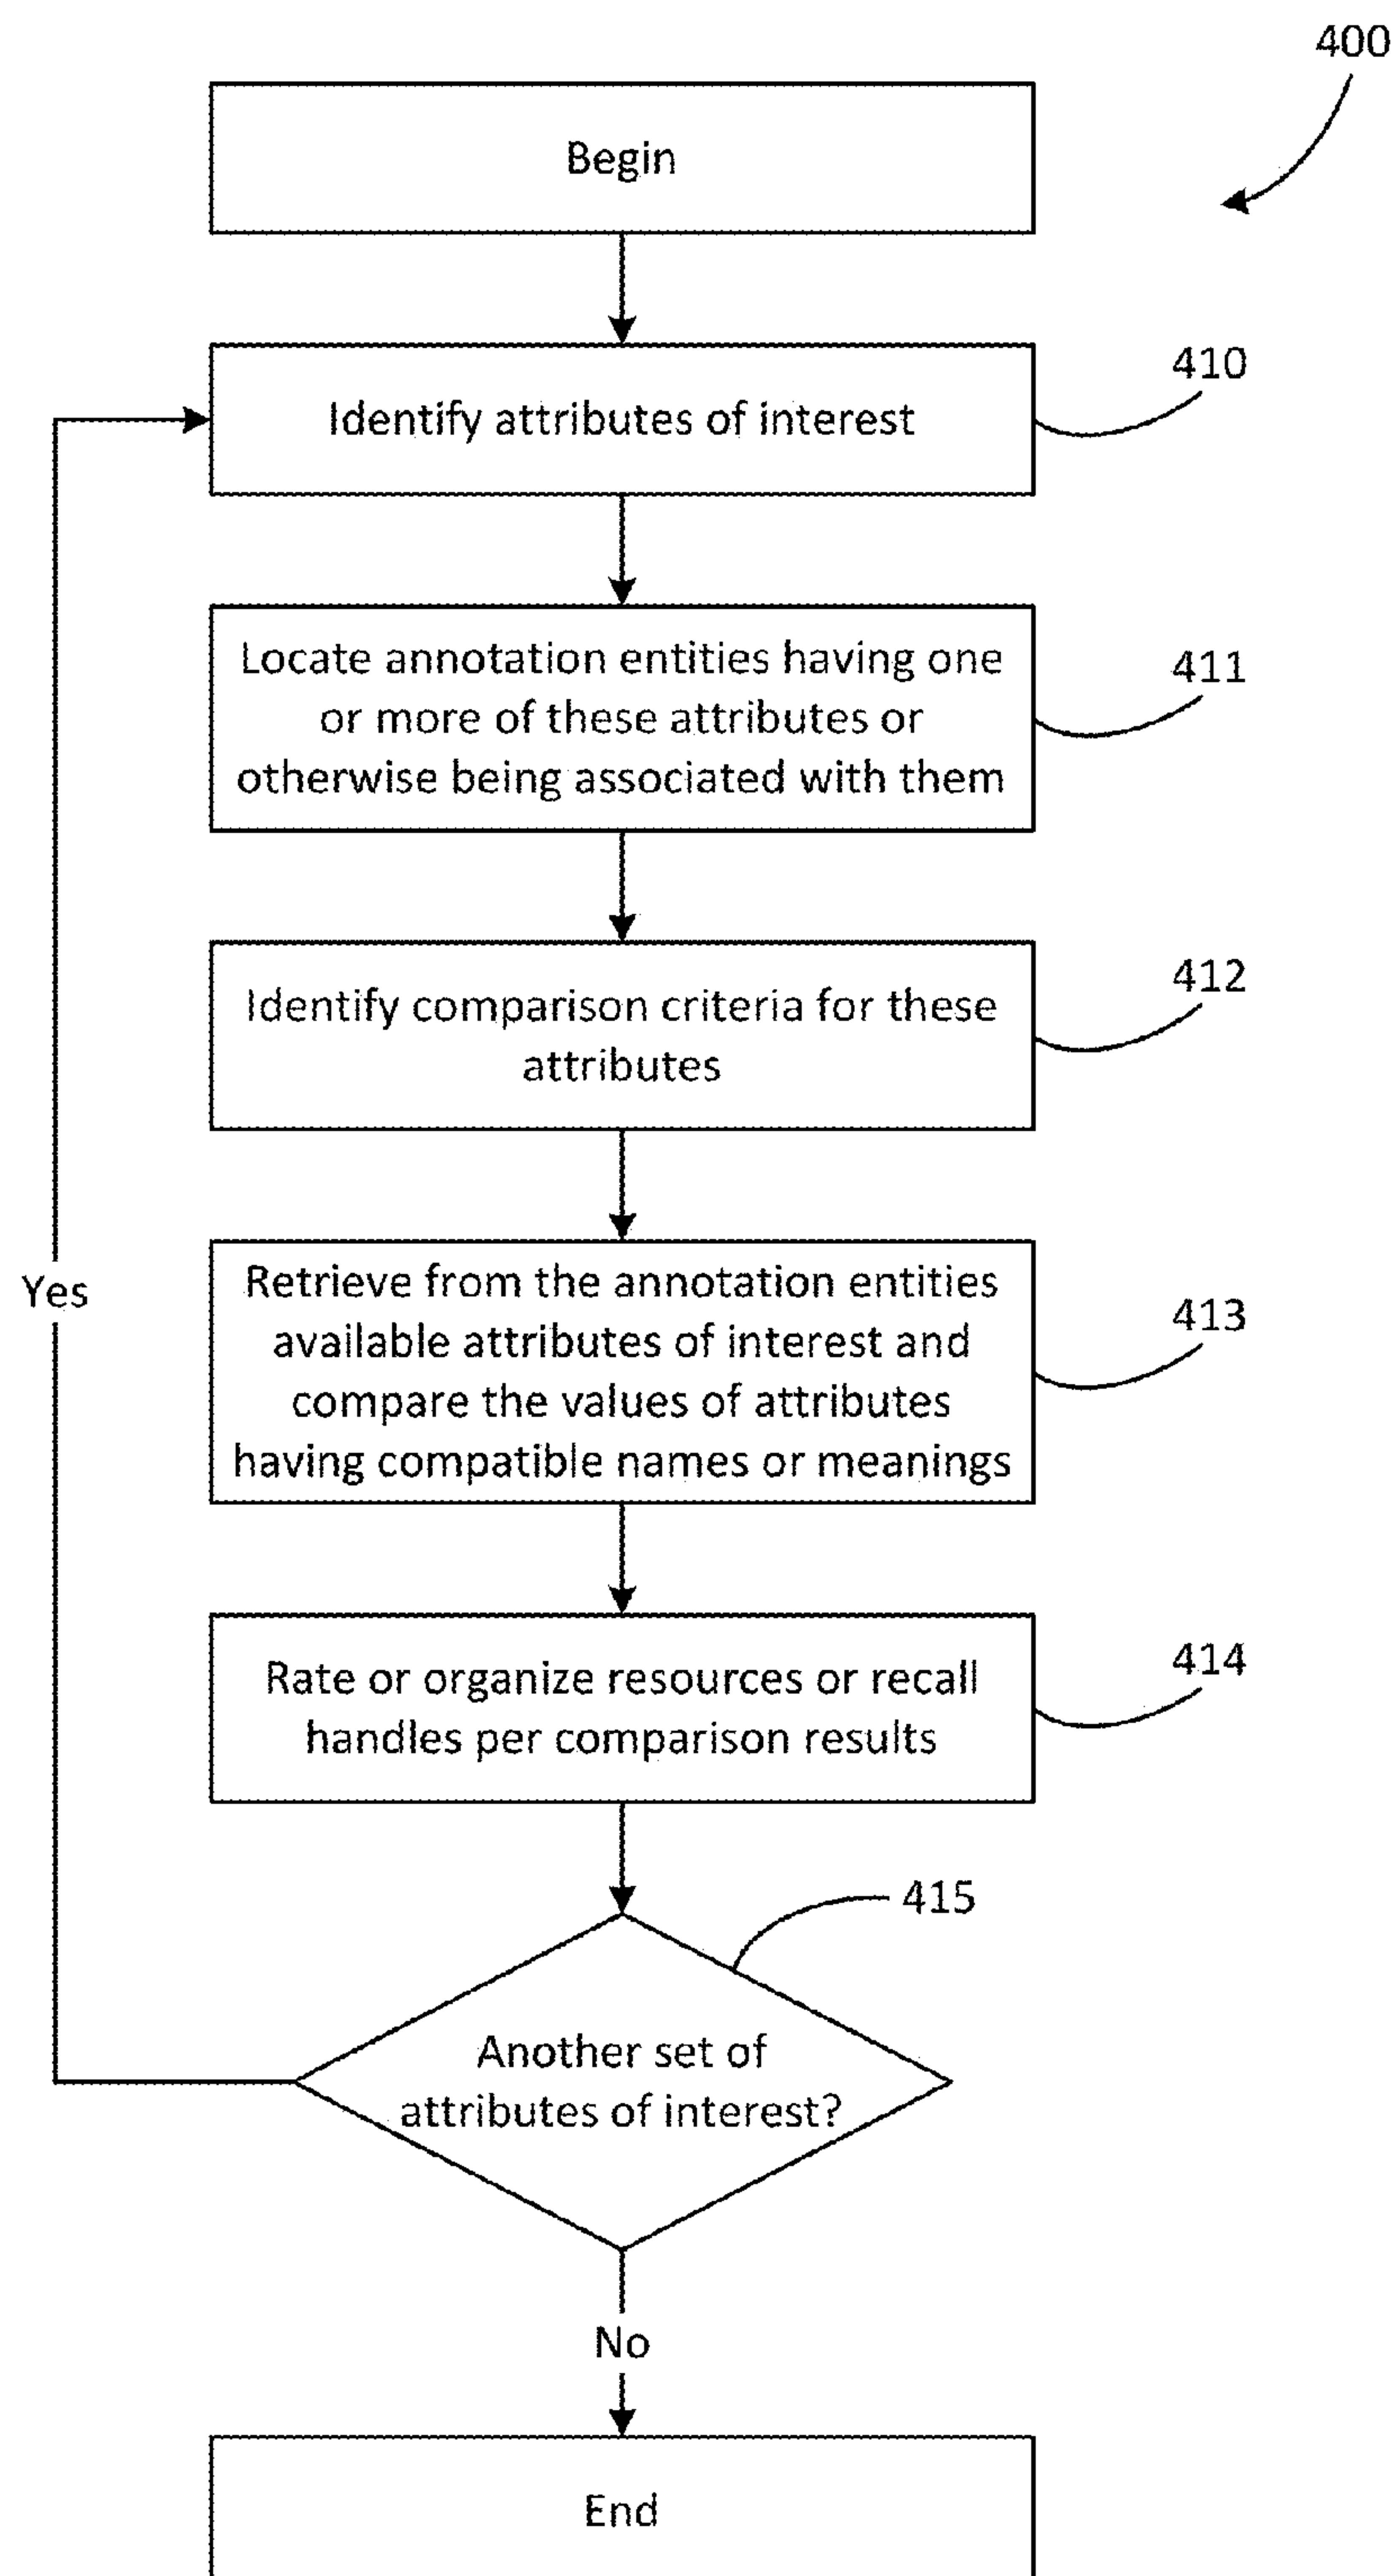 400
Begin
410
Identify attributes of interest
411
Locate annotation entities having one
or more of these attributes or
otherwise being associated with them
412
Identify comparison criteria for these
attributes
Yes
Retrieve from the annotation entities
available attributes of interest and
compare the values of attributes
having compatible names or meanings
413
414
Rate or organize resources or recall
handles per comparison results
415
Another set of
attributes of interest?
No
End